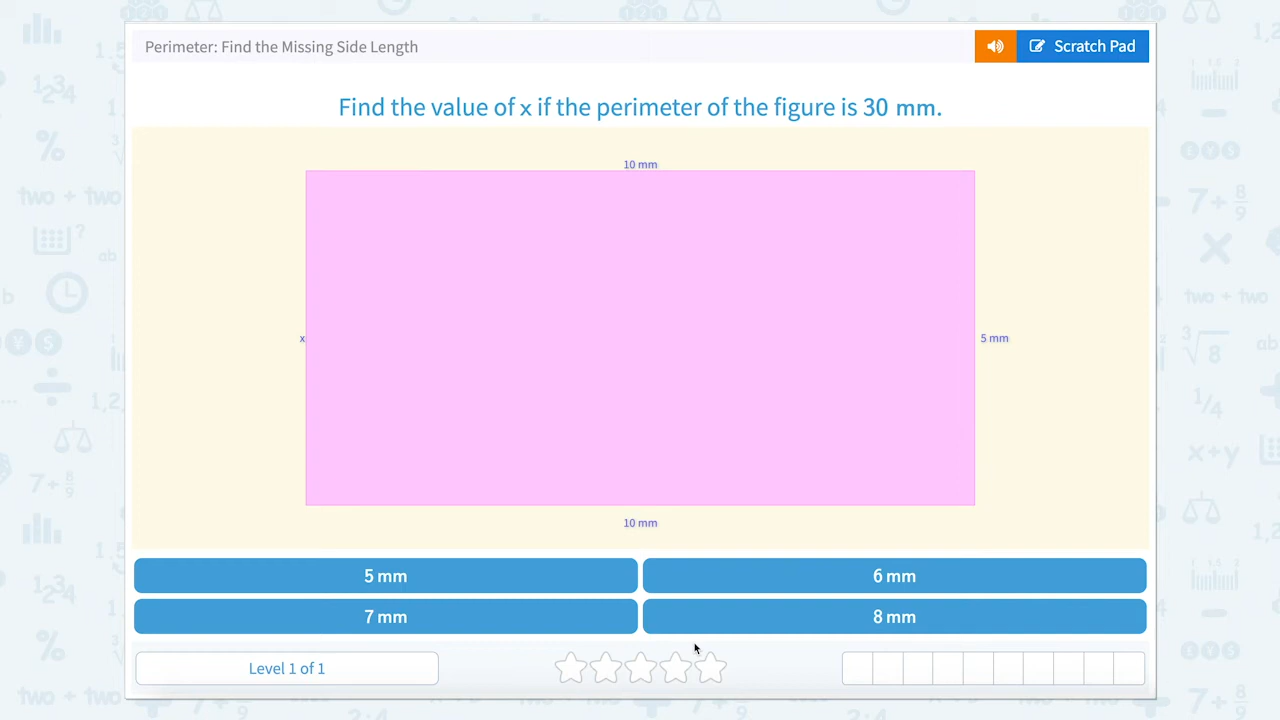 Perimeter: Find the Missing Side Length
Scratch Pad
Find the value of x if the perimeter of the figure is 30 mm.
10 mm
x
5 mm
10 mm
5 mm
6 mm
7 mm
8 mm
Level 1 of 1